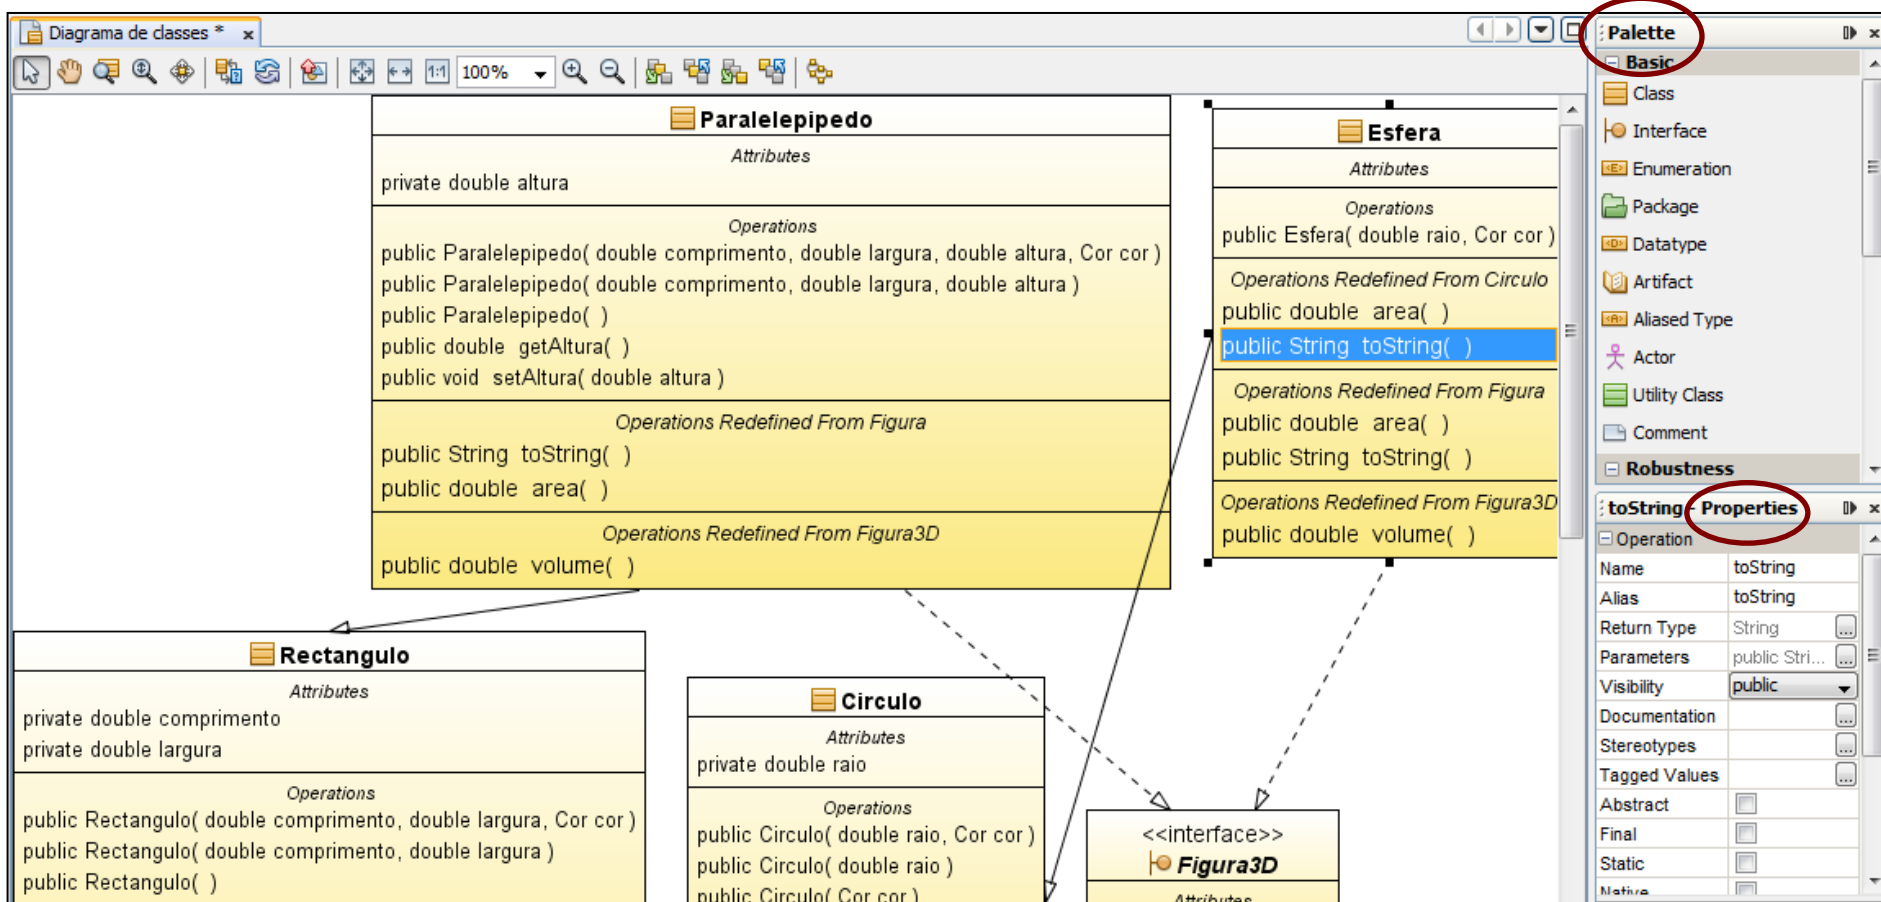 Diagrama de classes *
100%
Paralelepipedo
Attributes
private double altura
Operations
public Paralelepipedo( double comprimento, double largura, double altura, Cor cor )
public Paralelepipedo( double comprimento, double largura, double altura )
public Paralelepipedo( )
public double getAltura( )
public void setAltura( double altura )
Operations Redefined From Figura
public String toString( )
public double area( )
Operations Redefined From Figura3D
public double volume( )
Esfera
Attributes
Operations
public Esfera( double raio, Cor cor )
Operations Redefined From Circulo
public double area( )
public String toString( )
Operations Redefined From Figura
public double area( )
public String toString( )
Operations Redefined From Figura3D
public double volume( )
Rectangulo
Attributes
private double comprimento
private double largura
Operations
public Rectangulo( double comprimento, double largura, Cor cor )
public Rectangulo( double comprimento, double largura )
public Rectangulo( )
Circulo
Attributes
private double raio
Operations
public Circulo( double raio, Cor cor )
public Circulo( double raio )
public Circulo( Cor cor )
<<interface>>
Figura3D
Attributes
Palette
Basic
Class
Interface
Enumeration
Package
Datatype
Artifact
Aliased Type
Actor
Utility Class
Comment
Robustness
toString - Properties
Operation
Name toString
Alias toString
Return Type String ...
Parameters public Stri... ...
Visibility public
Documentation ...
Stereotypes ...
Tagged Values ...
Abstract
Final
Static
Native